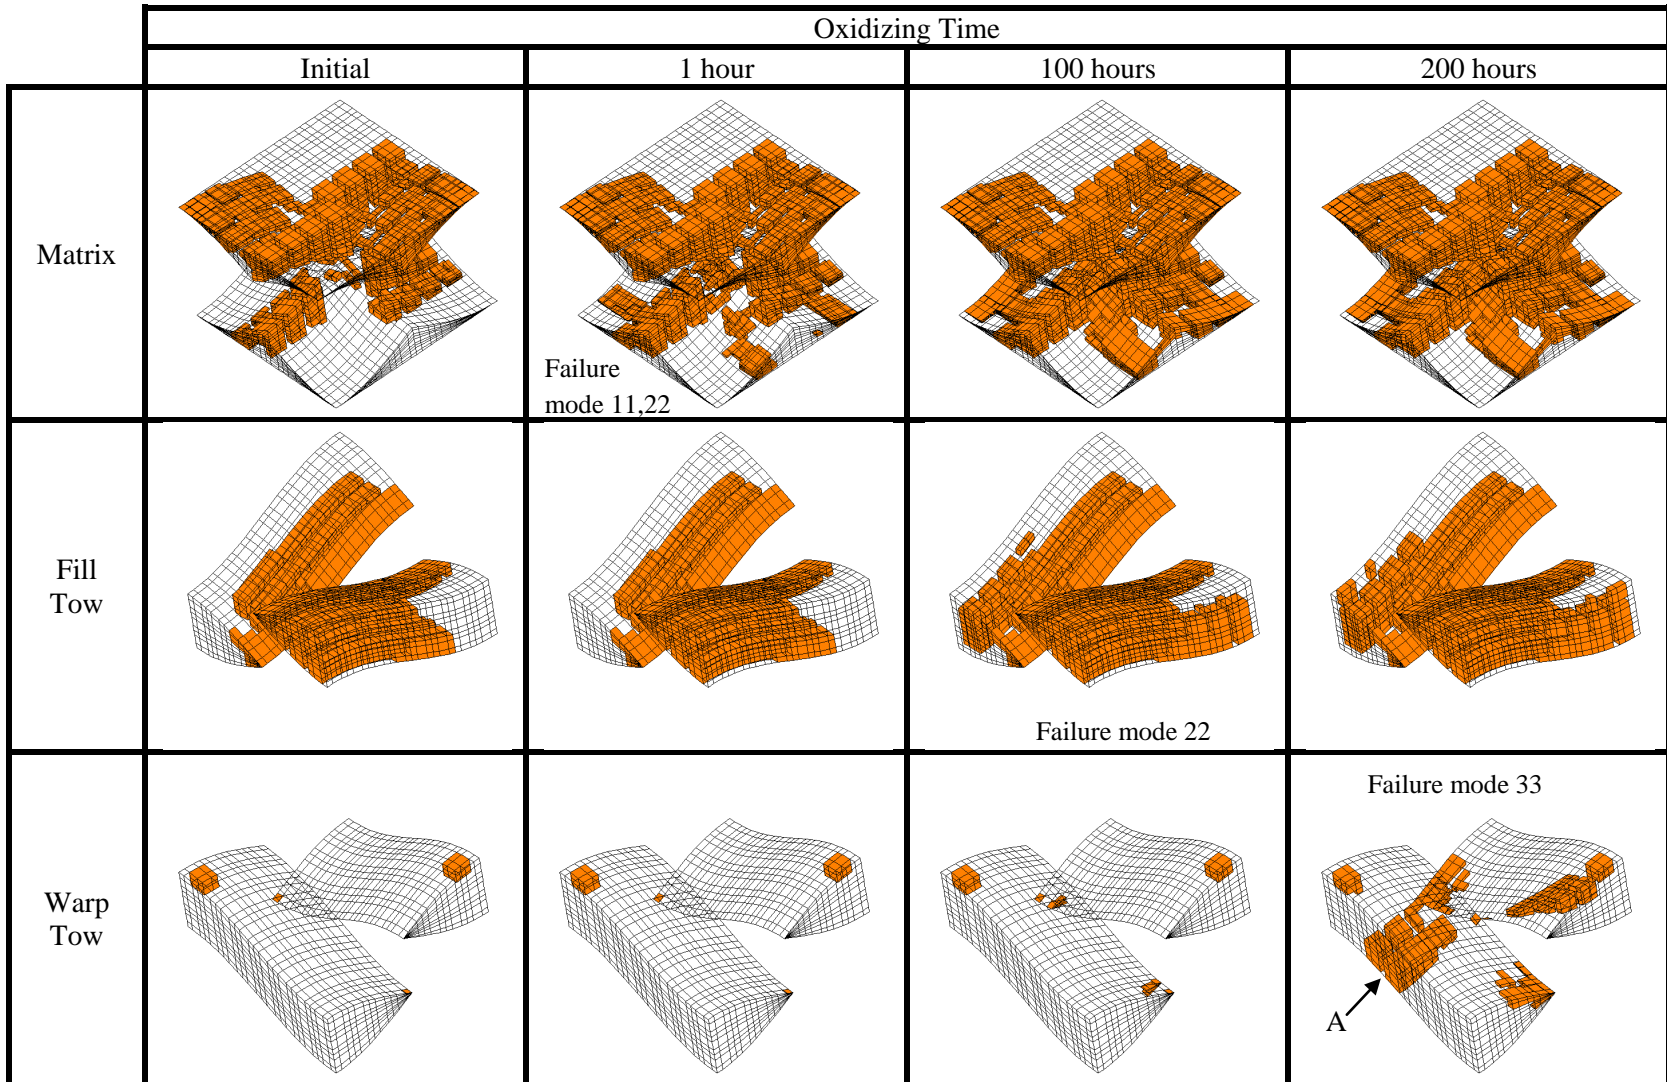 Oxidizing Time
Initial
1 hour
100 hours
200 hours
Matrix
Failure
mode 11,22
Fill
Tow
Failure mode 22
Warp
Tow
Failure mode 33
A